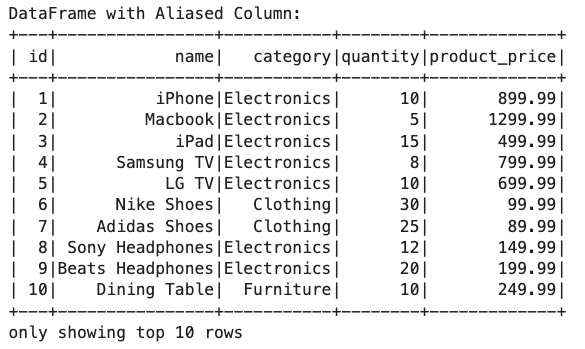 DataFrame with Aliased Column:
+---+----------------+-----------+--------+-------------+
| id|            name|   category|quantity|product_price|
+---+----------------+-----------+--------+-------------+
|  1|          iPhone|Electronics|      10|       899.99|
|  2|         Macbook|Electronics|       5|      1299.99|
|  3|            iPad|Electronics|      15|       499.99|
|  4|      Samsung TV|Electronics|       8|       799.99|
|  5|           LG TV|Electronics|      10|       699.99|
|  6|      Nike Shoes|   Clothing|      30|        99.99|
|  7|    Adidas Shoes|   Clothing|      25|        89.99|
|  8| Sony Headphones|Electronics|      12|       149.99|
|  9|Beats Headphones|Electronics|      20|       199.99|
| 10|    Dining Table|  Furniture|      10|       249.99|
+---+----------------+-----------+--------+-------------+
only showing top 10 rows